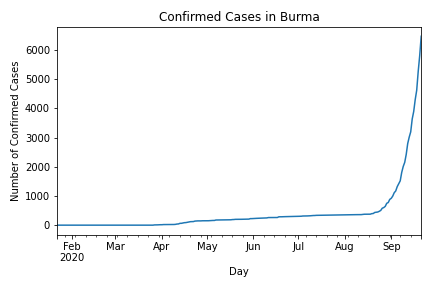 Confirmed Cases in Burma
Number of Confirmed Cases
6000
5000
4000
3000
2000
1000
0
Feb Mar Apr May Jun Jul Aug Sep
2020
Day